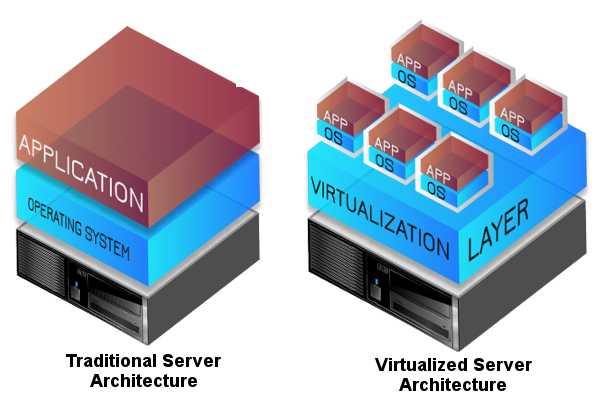 APPLICATION
OPERATING SYSTEM
Traditional Server
Architecture
APP
OS
APP
OS
APP
OS
APP
OS
APP
OS
APP
OS
VIRTUALIZATION LAYER
Virtualized Server
Architecture